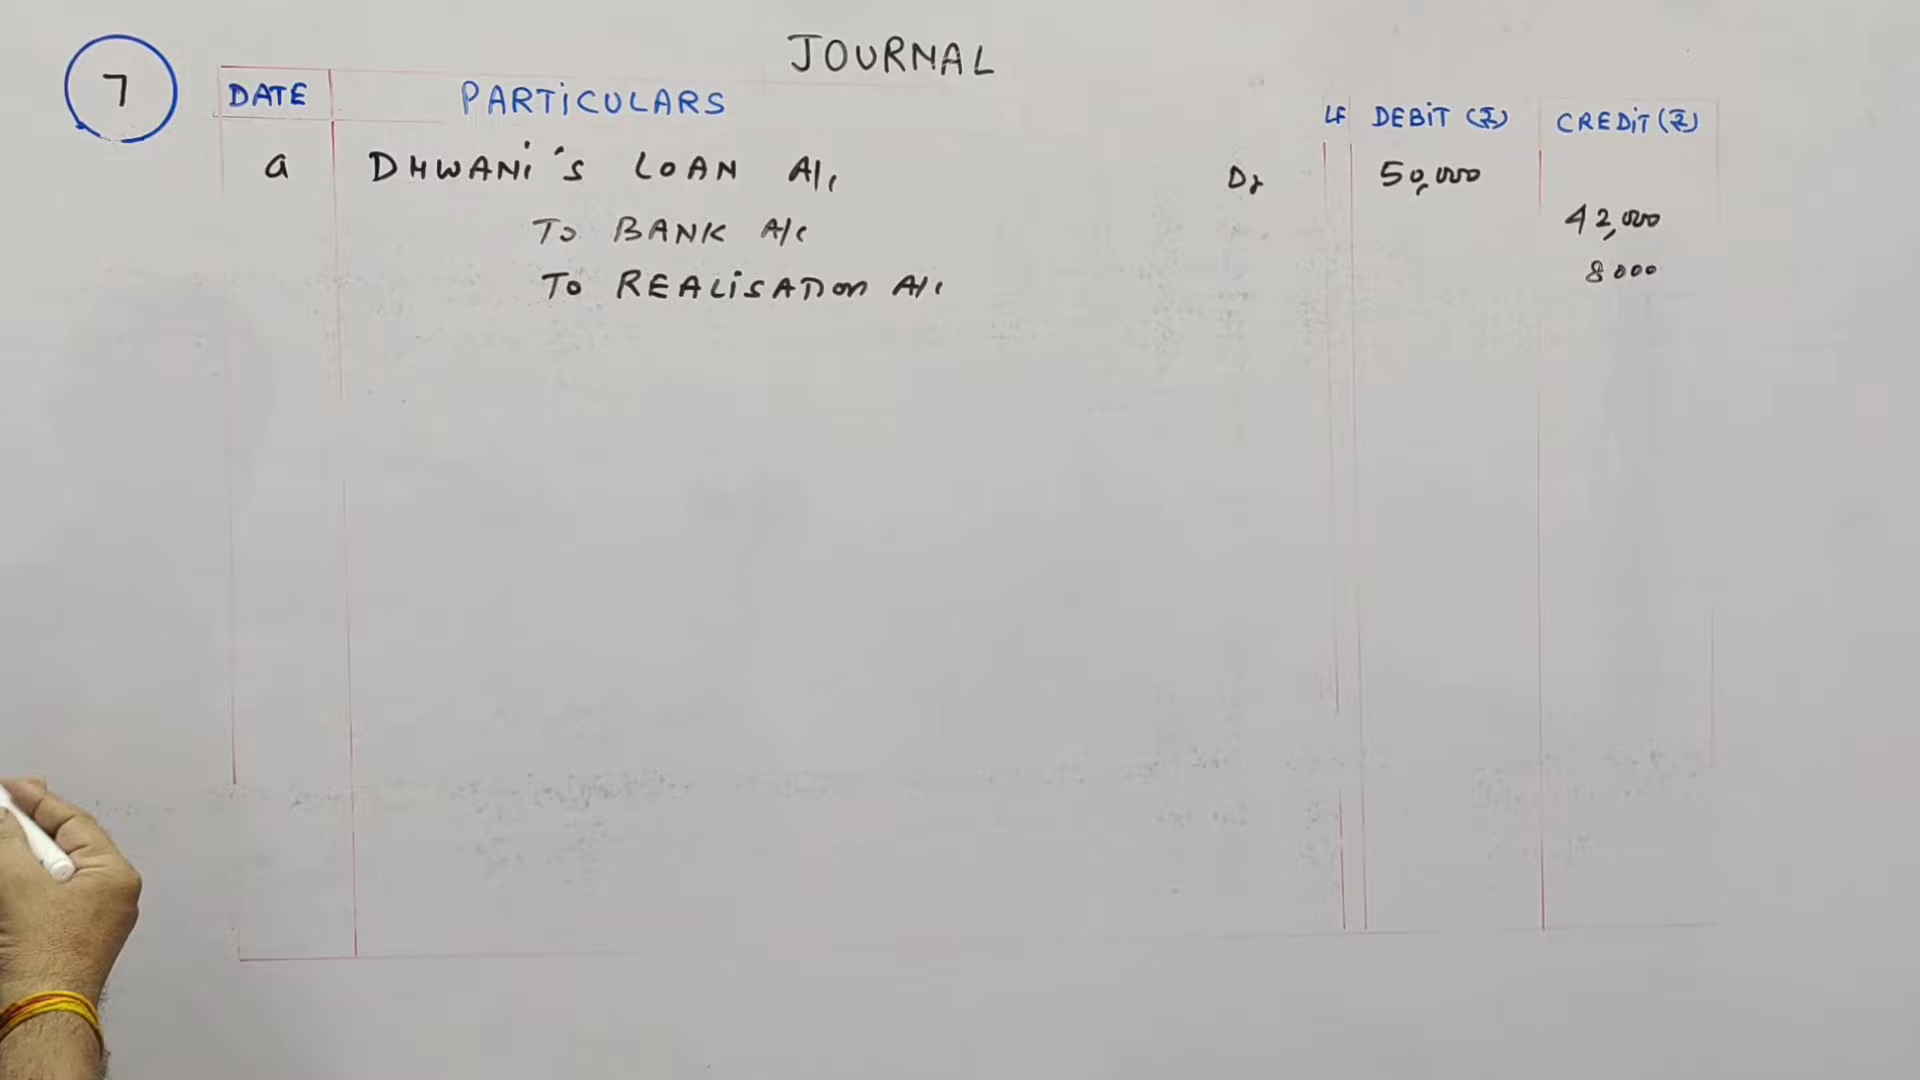 JOURNAL
7
DATE PARTICULARS LF DEBIT (₹) CREDIT (₹)
a DHWANI'S LOAN A/c Dr 50,000
TO BANK A/c 42,000
TO REALISATION A/c 8000